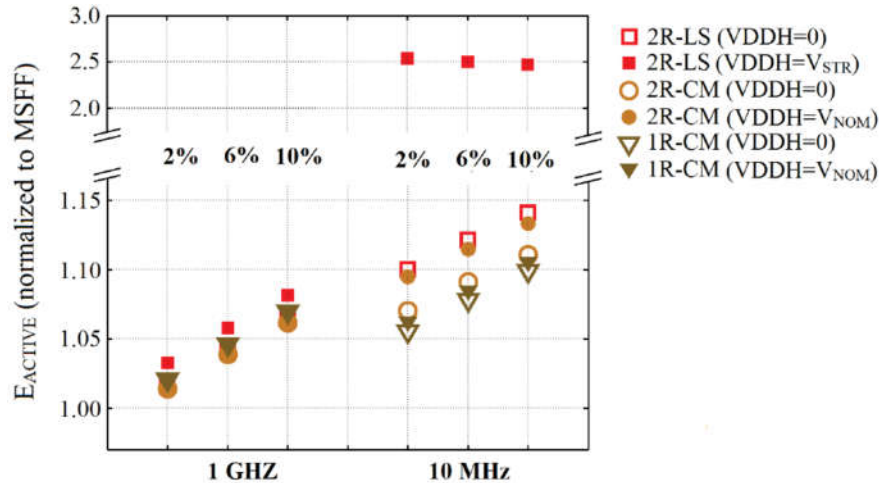 3.0
2.5
2.0
2% 6% 10% 2% 6% 10%
1.15
1.10
1.05
1.00
EACTIVE (normalized to MSFF)
1 GHZ 10 MHz
2R-LS (VDDH=0)
2R-LS (VDDH=VSTR)
2R-CM (VDDH=0)
2R-CM (VDDH=VNOM)
1R-CM (VDDH=0)
1R-CM (VDDH=VNOM)